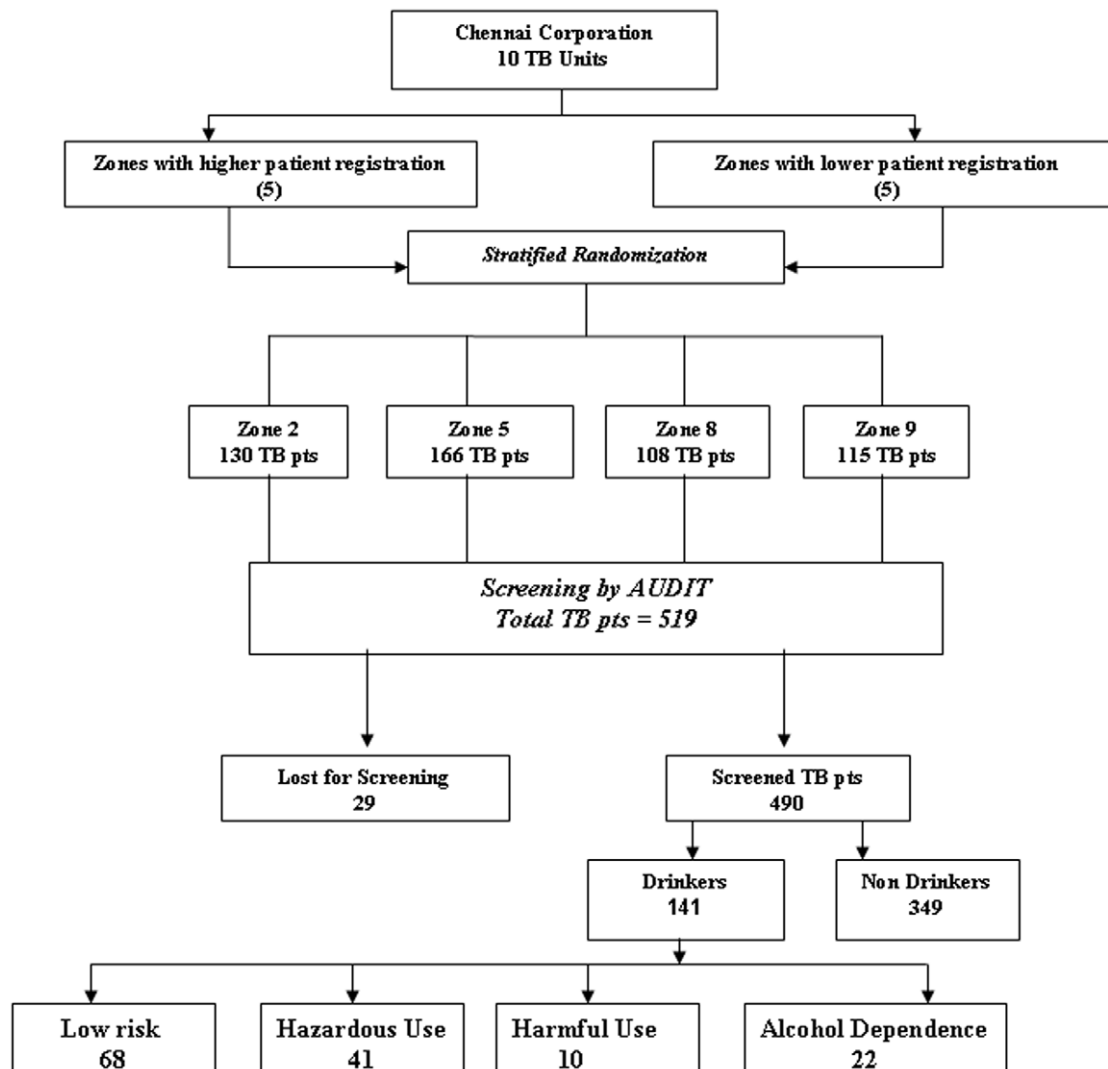 Chennai Corporation
10 TB Units
Zones with higher patient registration
(5)
Zones with lower patient registration
(5)
Stratified Randomization
Zone 2
130 TB pts
Zone 5
166 TB pts
Zone 8
108 TB pts
Zone 9
115 TB pts
Screening by AUDIT
Total TB pts = 519
Lost for Screening
29
Screened TB pts
490
Drinkers
141
Non Drinkers
349
Low risk
68
Hazardous Use
41
Harmful Use
10
Alcohol Dependence
22